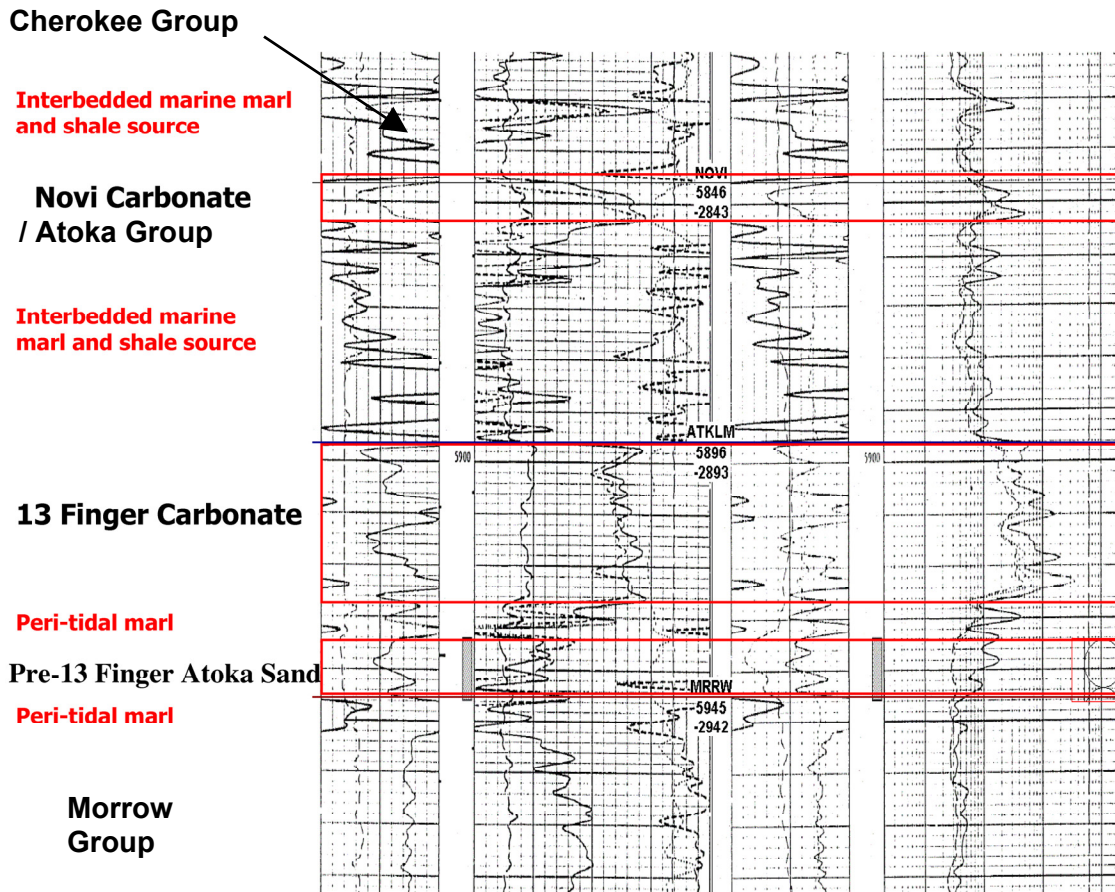 Cherokee Group
Interbedded marine marl
and shale source
NOVI
5846
-2843
Novi Carbonate
/ Atoka Group
Interbedded marine
marl and shale source
ATKLM
5896
-2893
5900
5900
13 Finger Carbonate
Peri-tidal marl
Pre-13 Finger Atoka Sand
MRRW
5945
-2942
Peri-tidal marl
Morrow
Group